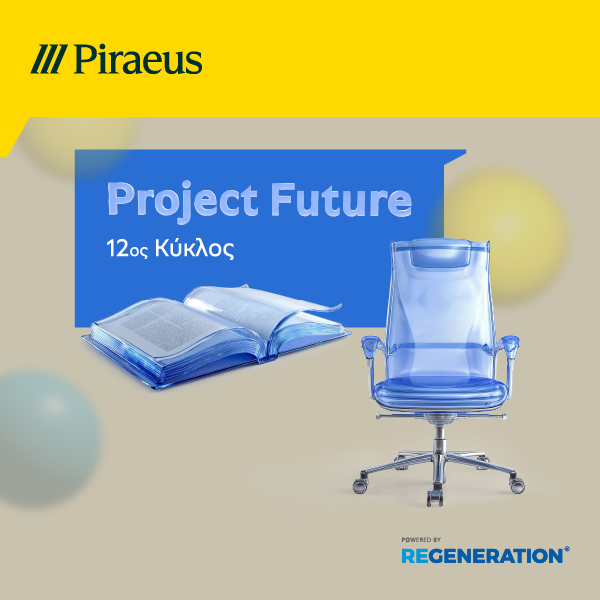 Piraeus
Project Future
12ος Κύκλος
POWERED BY
REGENERATION®